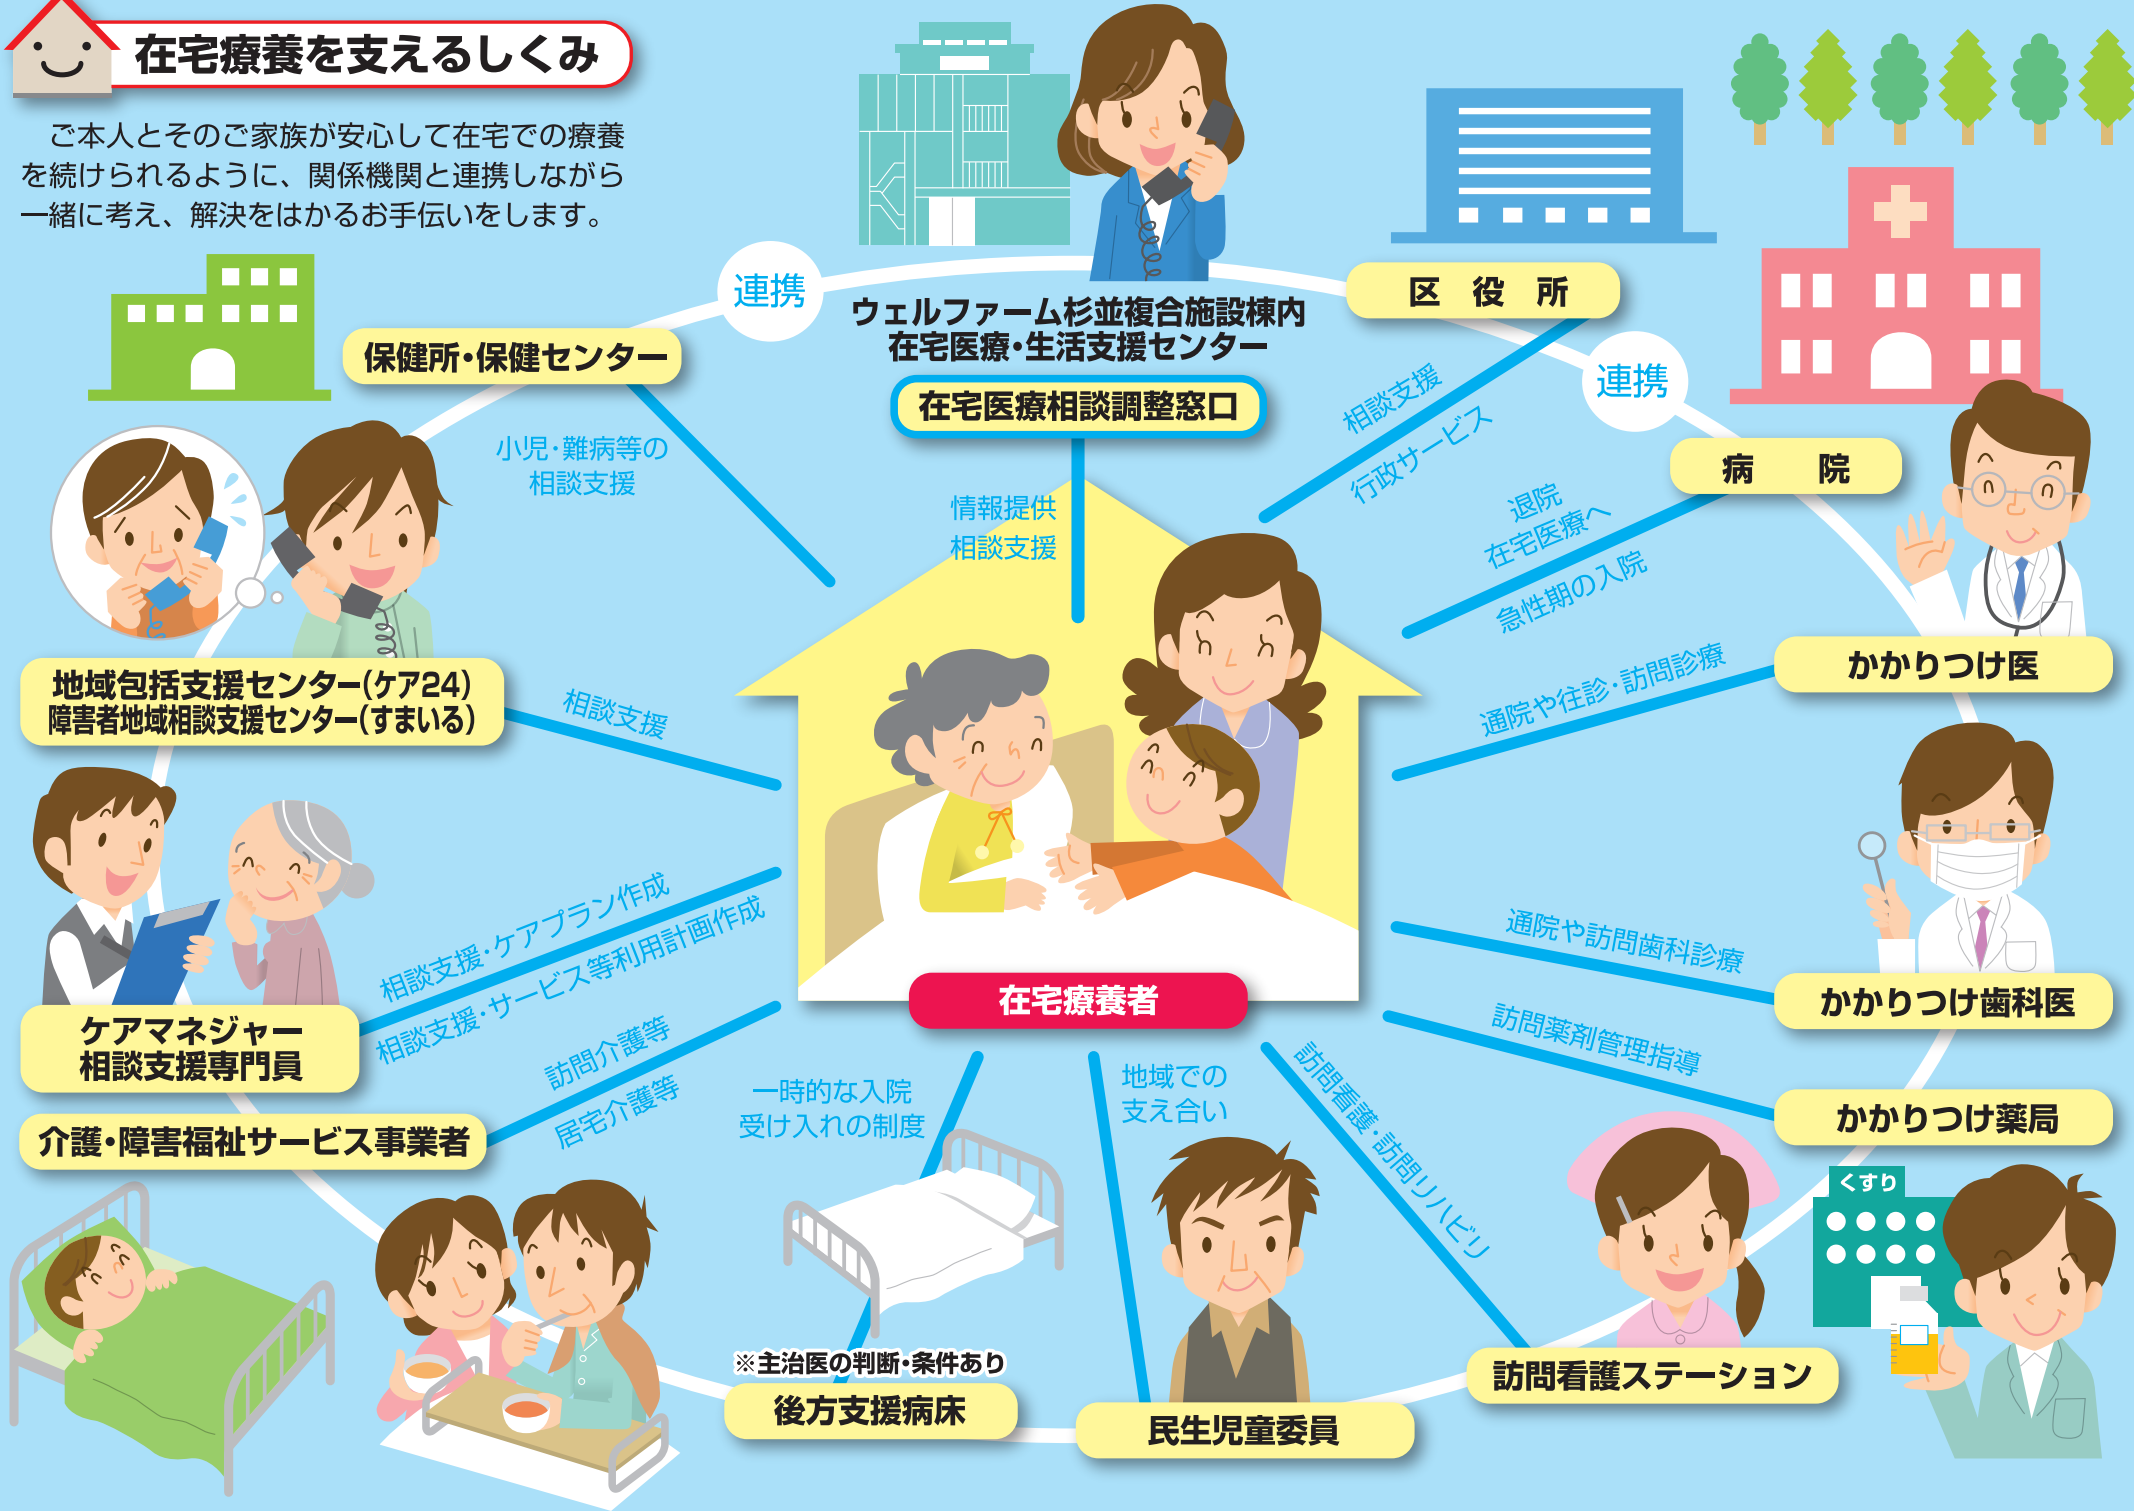 在宅療養を支えるしくみ
ご本人とそのご家族が安心して在宅での療養
を続けられるように、関係機関と連携しながら
一緒に考え、解決をはかるお手伝いをします。
連携
ウェルファーム杉並複合施設棟内
在宅医療・生活支援センター
在宅医療相談調整窓口
情報提供
相談支援
区 役 所
相談支援
行政サービス
連携
病 院
退院
在宅医療へ
急性期の入院
かかりつけ医
通院や往診・訪問診療
かかりつけ歯科医
通院や訪問歯科診療
かかりつけ薬局
訪問薬剤管理指導
くすり
訪問看護ステーション
訪問看護・訪問リハビリ
民生児童委員
地域での
支え合い
一時的な入院
受け入れの制度
※主治医の判断・条件あり
後方支援病床
介護・障害福祉サービス事業者
訪問介護等
居宅介護等
ケアマネジャー
相談支援専門員
相談支援・ケアプラン作成
相談支援・サービス等利用計画作成
地域包括支援センター(ケア24)
障害者地域相談支援センター(すまいる)
相談支援
保健所・保健センター
小児・難病等の
相談支援
在宅療養者